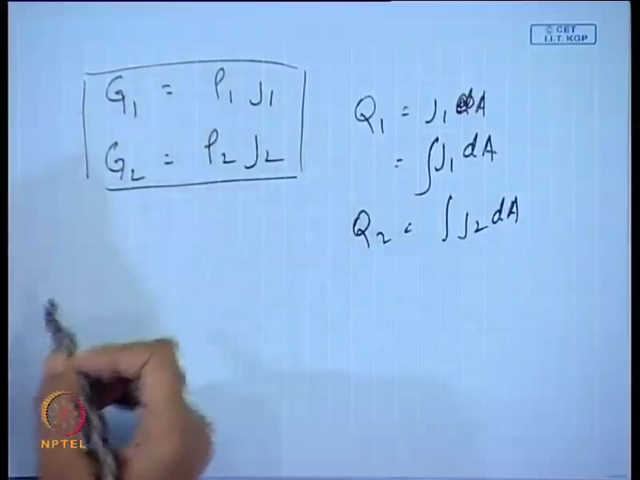 © CET
I.I.T. KGP
G₁ = ρ₁ J₁
G₂ = ρ₂ J₂
Q₁ = J₁ dA
= ∫ J₁ dA
Q₂ = ∫ J₂ dA
NPTEL